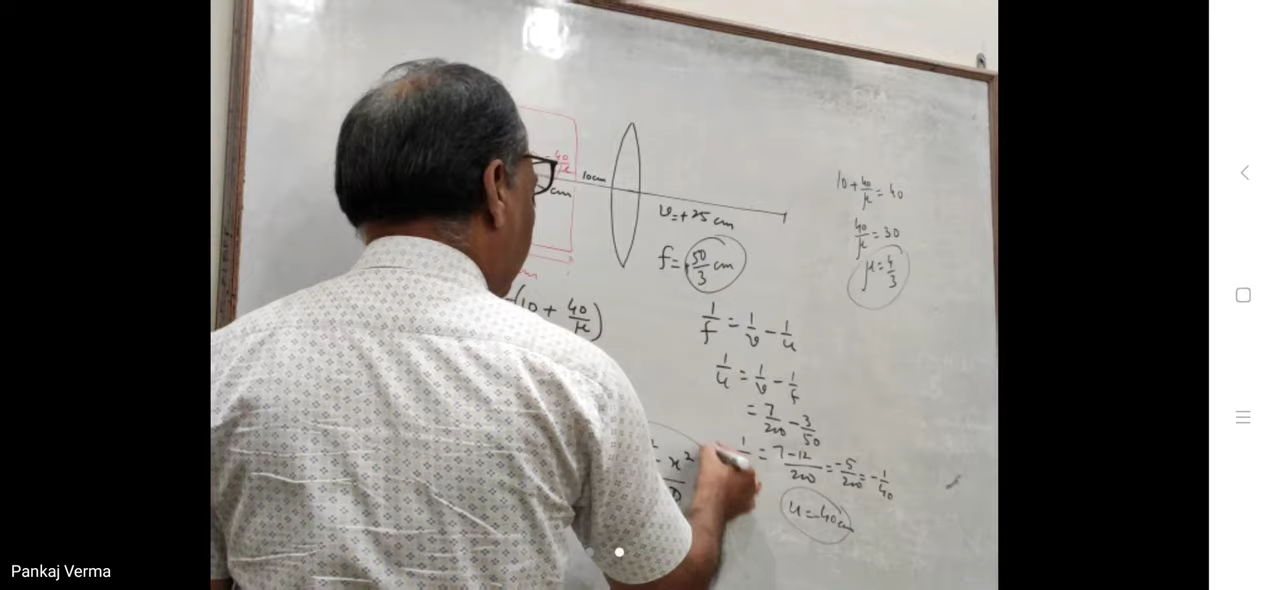 40/μ
10cm
cm
v=+25 cm
f=+50/3 cm
10 + 40/μ = 40
40/μ = 30
μ = 4/3
-(10 + 40/μ)
1/f = 1/v - 1/u
1/u = 1/v - 1/f
= 7/200 - 3/50
= 7-12/200 = -5/200 = -1/40
u=-40cm
Pankaj Verma